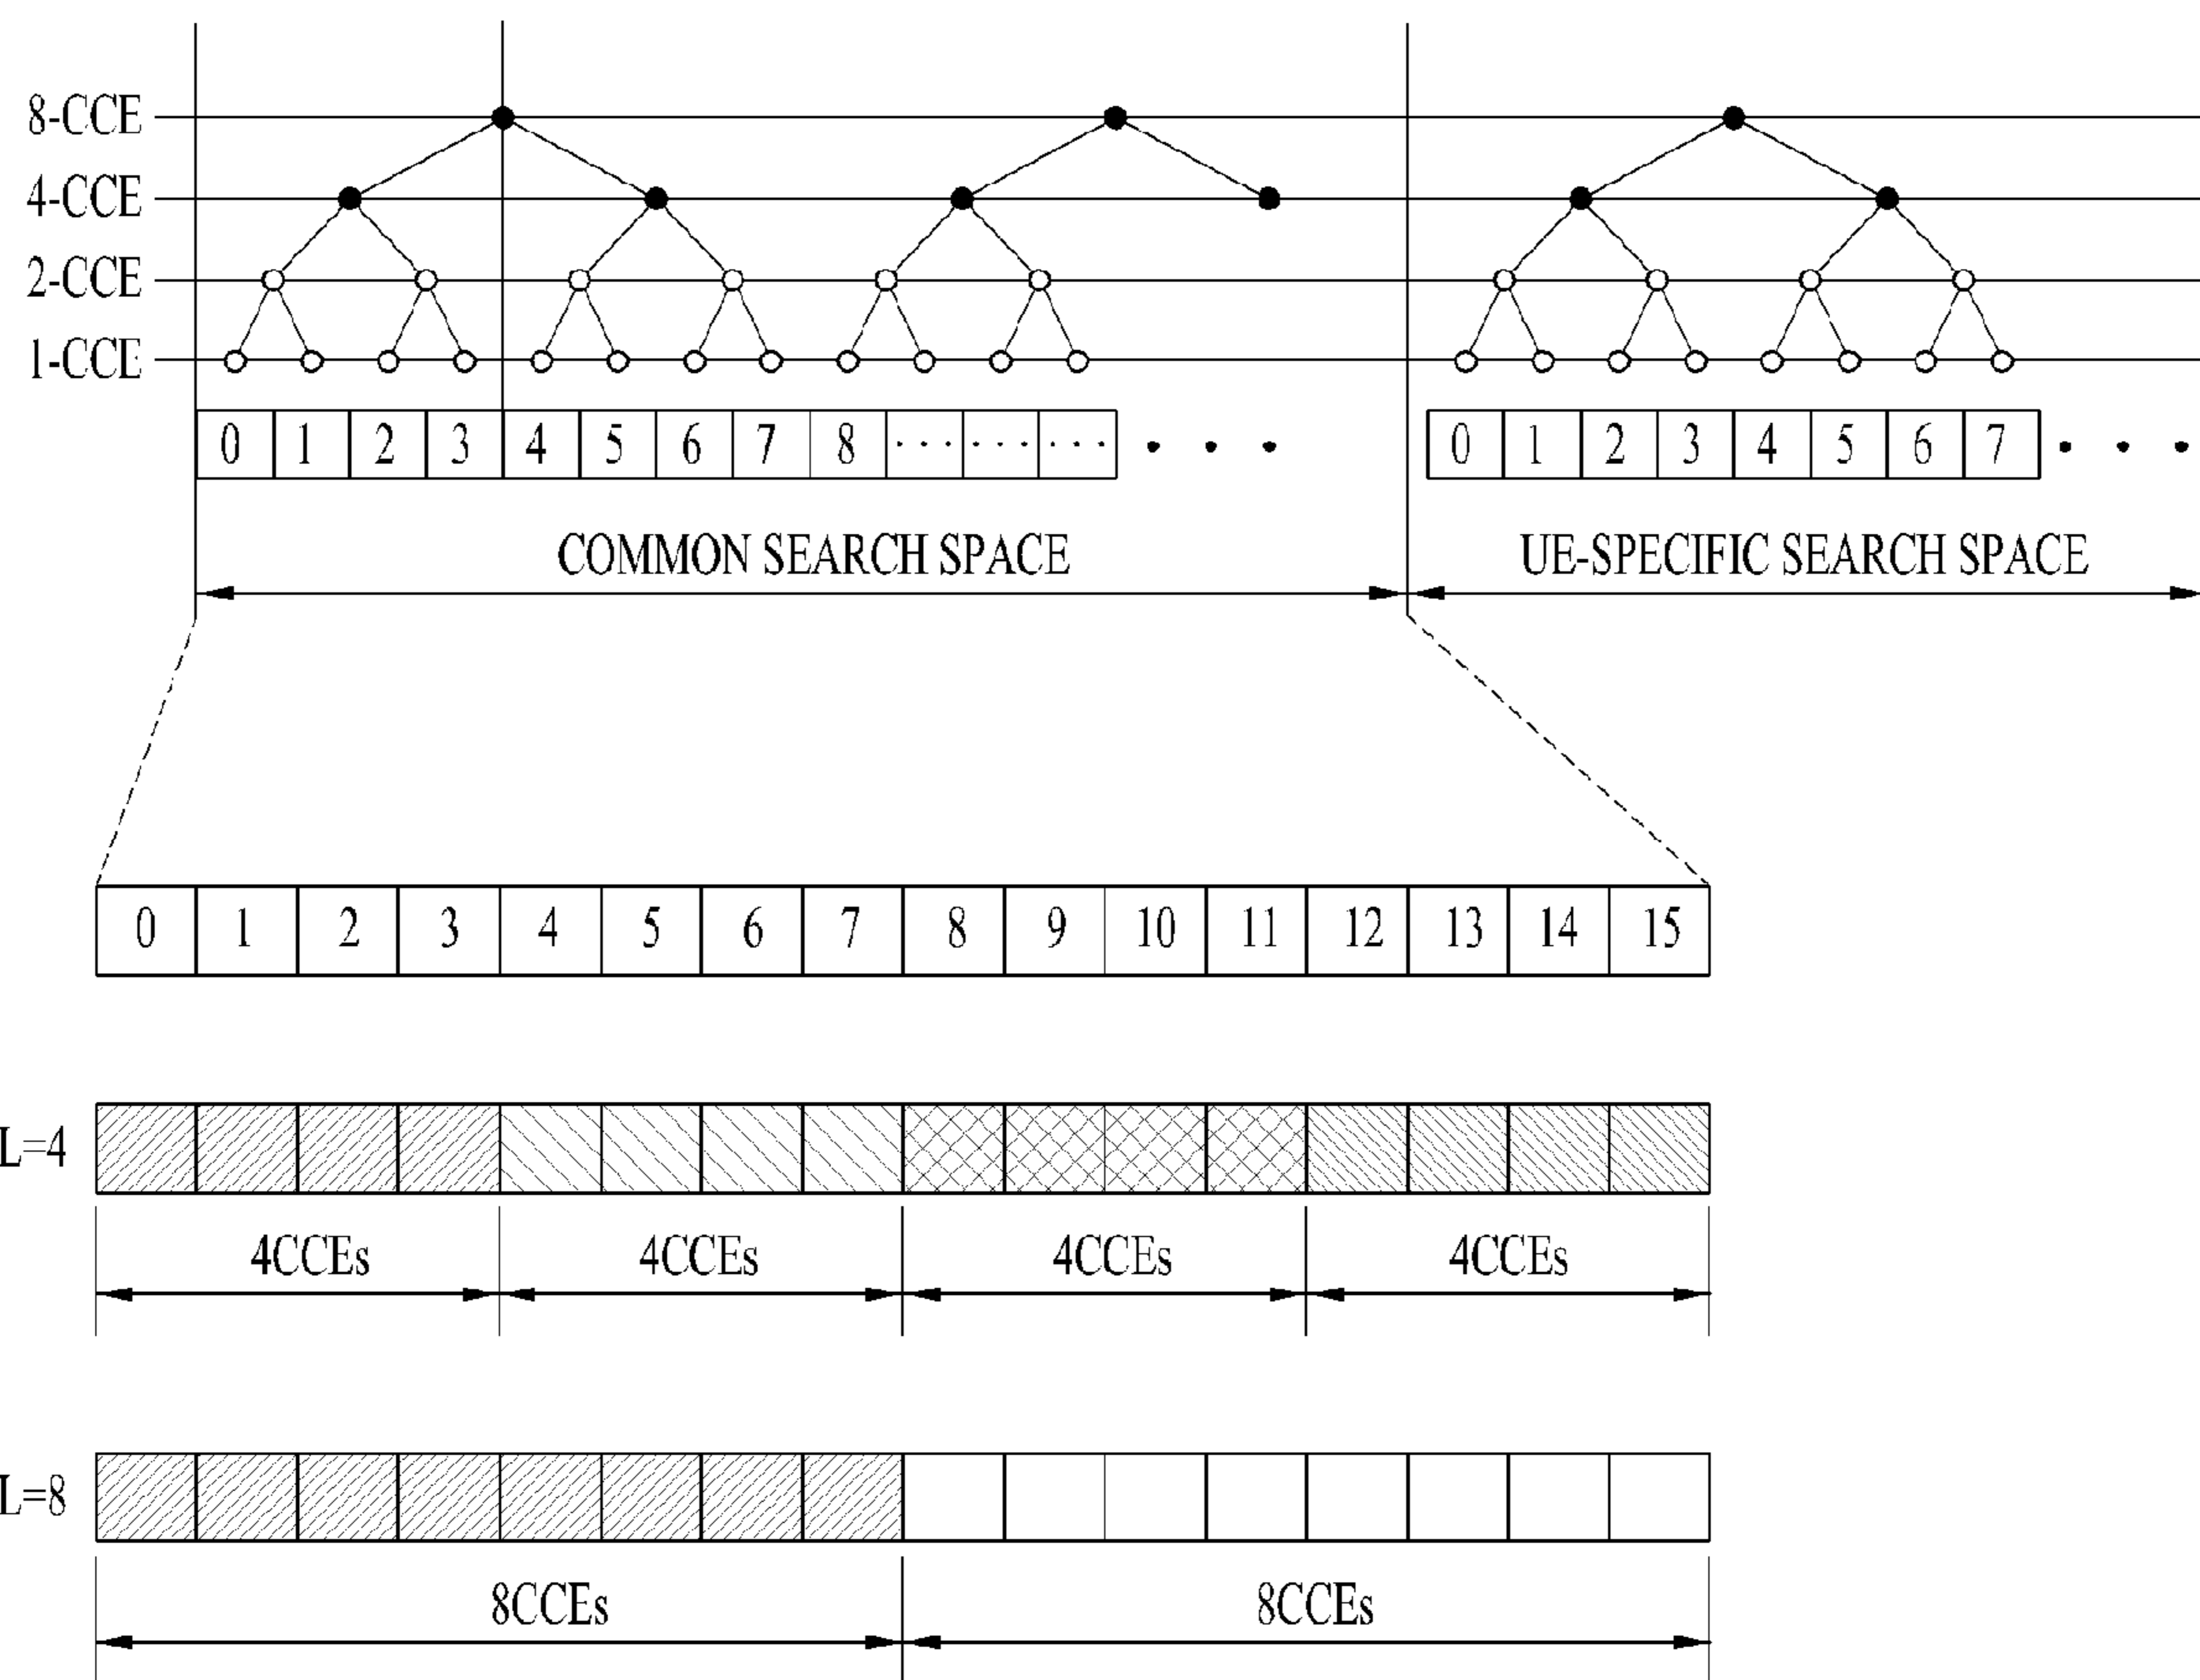 8-CCE
4-CCE
2-CCE
1-CCE
0 1 2 3 4 5 6 7 8 ... ... ... • • • 0 1 2 3 4 5 6 7 • • •
COMMON SEARCH SPACE UE-SPECIFIC SEARCH SPACE
0 1 2 3 4 5 6 7 8 9 10 11 12 13 14 15
L=4
4CCEs 4CCEs 4CCEs 4CCEs
L=8
8CCEs 8CCEs